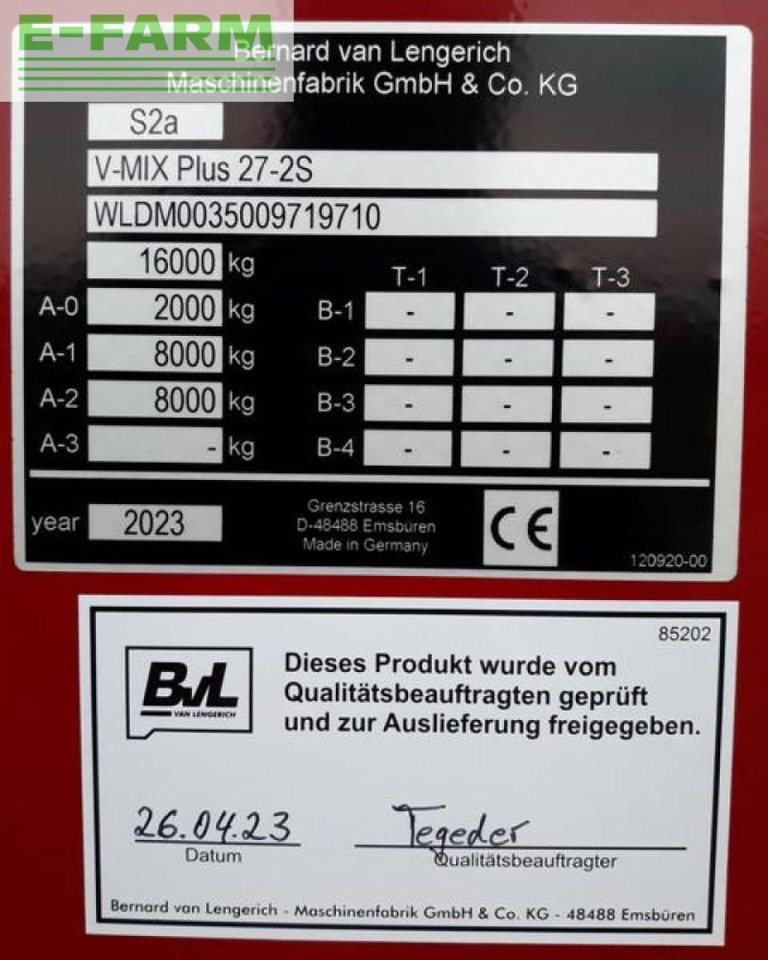 E-FARM
Bernard van Lengerich
Maschinenfabrik GmbH & Co. KG
S2a
V-MIX Plus 27-2S
WLDM0035009719710
16000 kg
T-1 T-2 T-3
A-0 2000 kg B-1 - - -
A-1 8000 kg B-2 - - -
A-2 8000 kg B-3 - - -
A-3 - kg B-4 - - -
year 2023
Grenzstrasse 16
D-48488 Emsbüren
Made in Germany
CE
120920-00
85202
BvL
VAN LENGERICH
Dieses Produkt wurde vom
Qualitätsbeauftragten geprüft
und zur Auslieferung freigegeben.
26.04.23 Tegeder
Datum Qualitätsbeauftragter
Bernard van Lengerich - Maschinenfabrik GmbH & Co. KG - 48488 Emsbüren